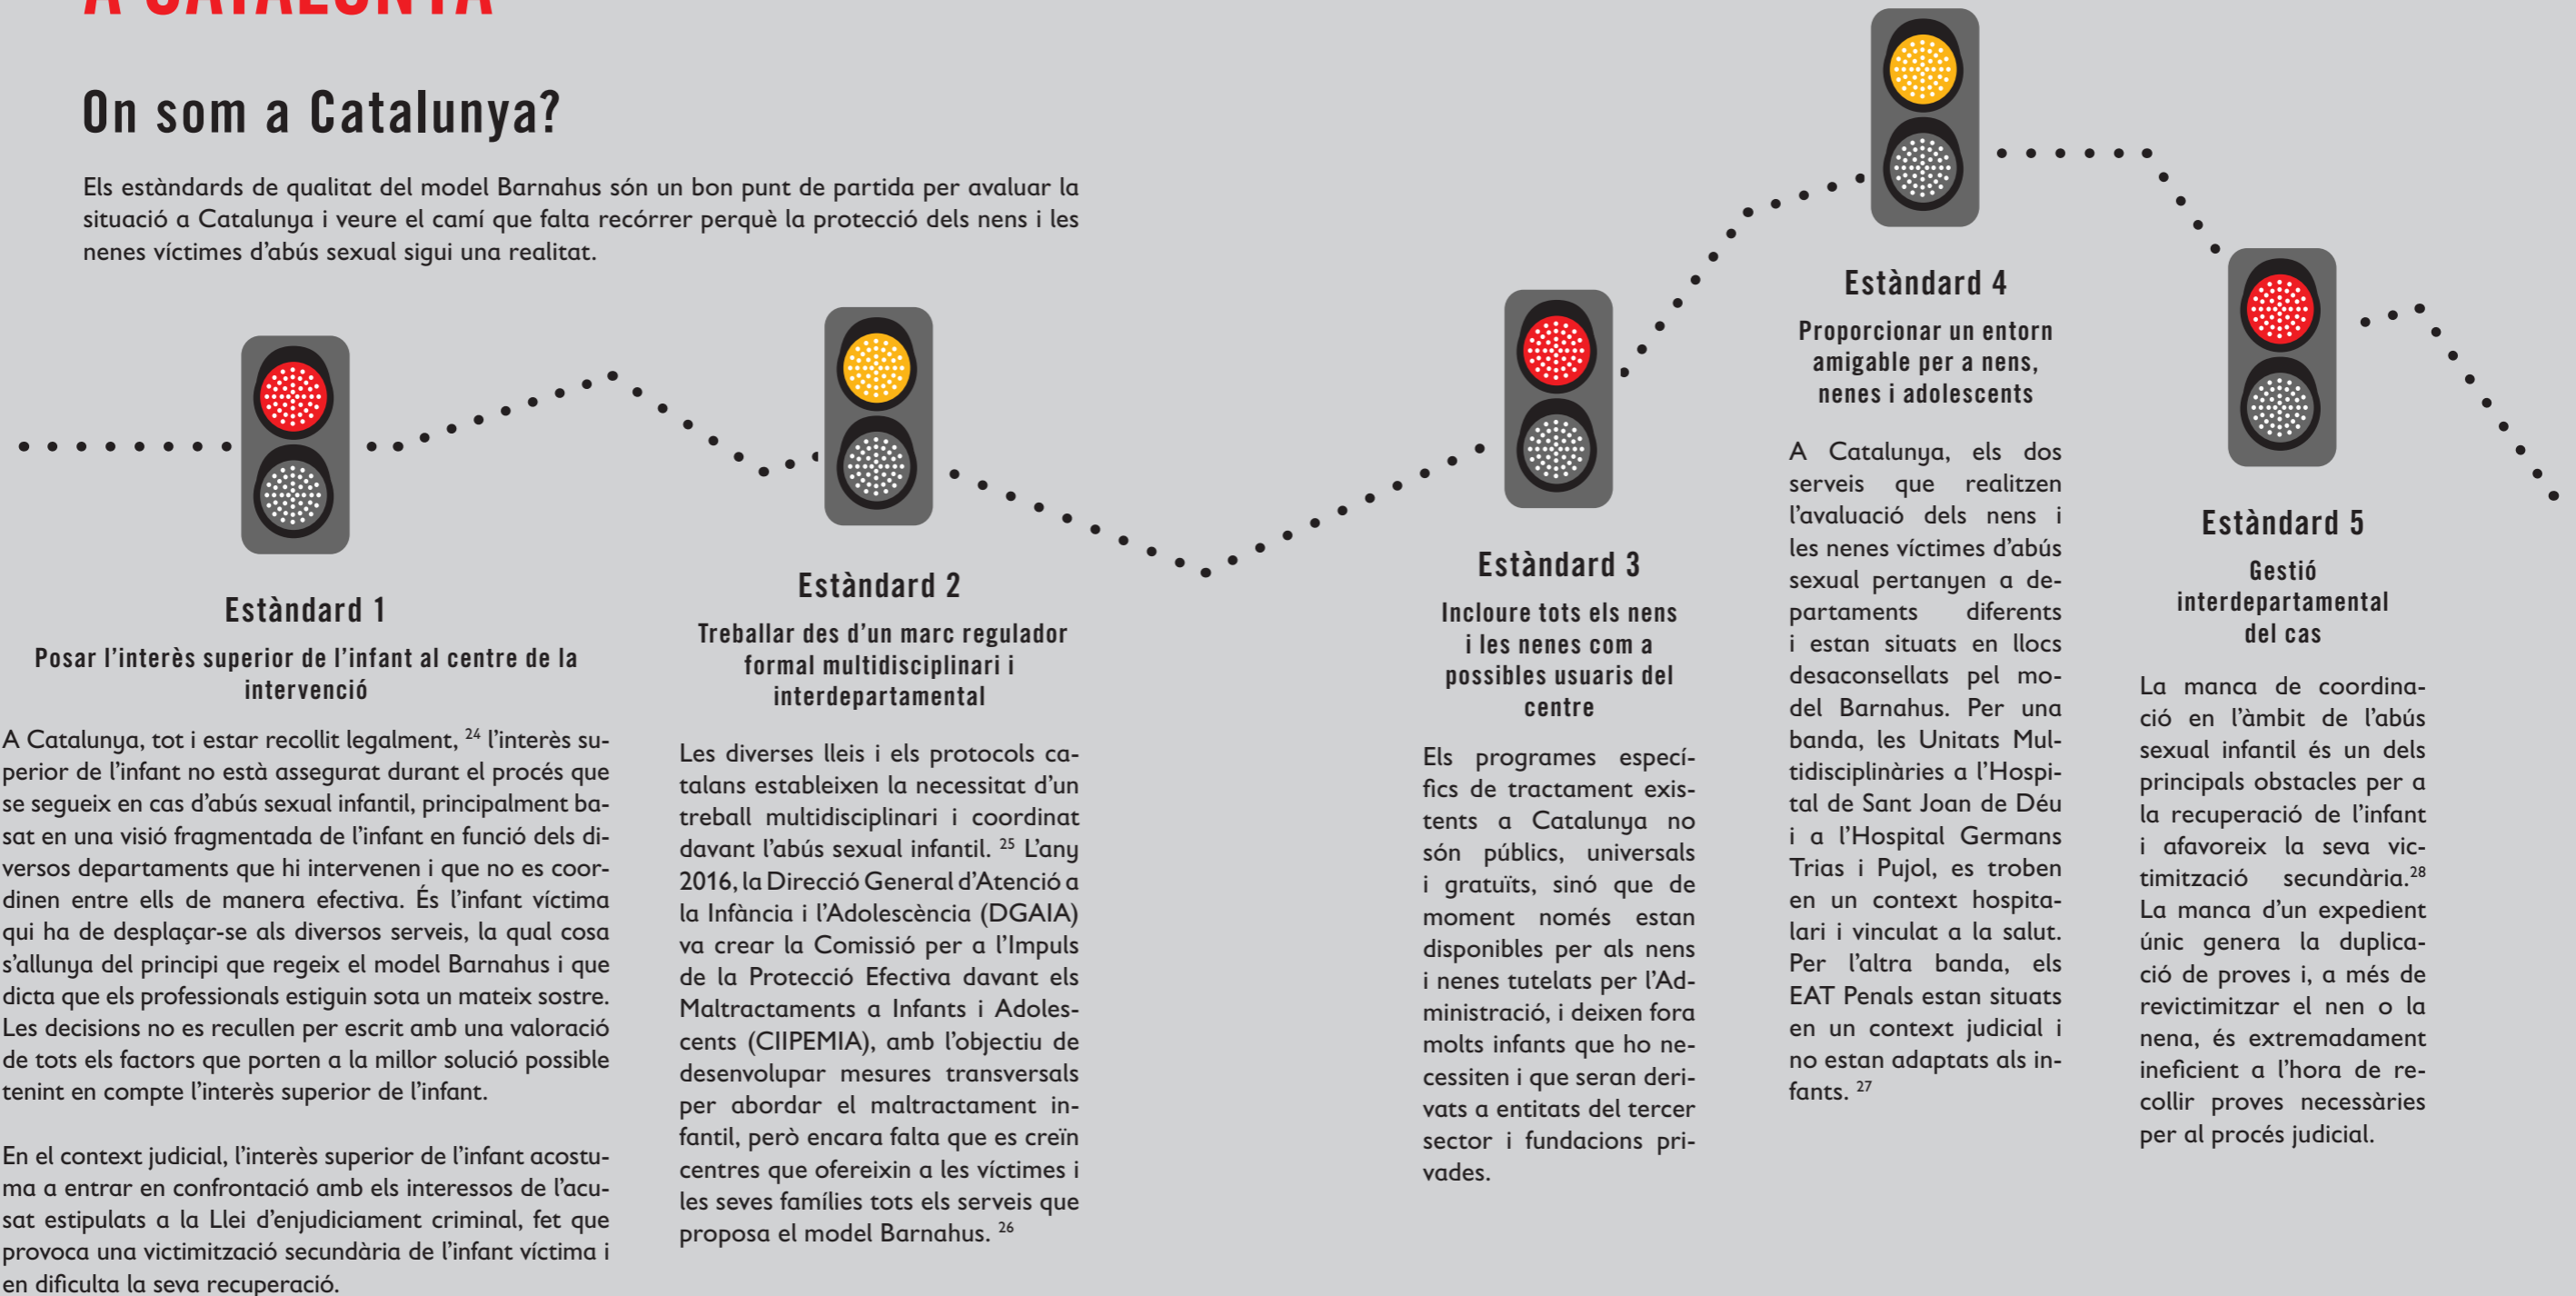 A CATALUNYA
On som a Catalunya?
Els estàndards de qualitat del model Barnahus són un bon punt de partida per avaluar la
situació a Catalunya i veure el camí que falta recórrer perquè la protecció dels nens i les
nenes víctimes d’abús sexual sigui una realitat.
Estàndard 1
Posar l’interès superior de l’infant al centre de la
intervenció
A Catalunya, tot i estar recollit legalment, 24 l’interès su-
perior de l’infant no està assegurat durant el procés que
se segueix en cas d’abús sexual infantil, principalment ba-
sat en una visió fragmentada de l’infant en funció dels di-
versos departaments que hi intervenen i que no es coor-
dinen entre ells de manera efectiva. És l’infant víctima
qui ha de desplaçar-se als diversos serveis, la qual cosa
s’allunya del principi que regeix el model Barnahus i que
dicta que els professionals estiguin sota un mateix sostre.
Les decisions no es recullen per escrit amb una valoració
de tots els factors que porten a la millor solució possible
tenint en compte l’interès superior de l’infant.
En el context judicial, l’interès superior de l’infant acostu-
ma a entrar en confrontació amb els interessos de l’acu-
sat estipulats a la Llei d’enjudiciament criminal, fet que
provoca una victimització secundària de l’infant víctima i
en dificulta la seva recuperació.
Estàndard 2
Treballar des d’un marc regulador
formal multidisciplinari i
interdepartamental
Les diverses lleis i els protocols ca-
talans estableixen la necessitat d’un
treball multidisciplinari i coordinat
davant l’abús sexual infantil. 25 L’any
2016, la Direcció General d’Atenció a
la Infància i l’Adolescència (DGAIA)
va crear la Comissió per a l’Impuls
de la Protecció Efectiva davant els
Maltractaments a Infants i Adoles-
cents (CIIPEMIA), amb l’objectiu de
desenvolupar mesures transversals
per abordar el maltractament in-
fantil, però encara falta que es creïn
centres que ofereixin a les víctimes i
les seves famílies tots els serveis que
proposa el model Barnahus. 26
Estàndard 3
Incloure tots els nens
i les nenes com a
possibles usuaris del
centre
Els programes especí-
fics de tractament exis-
tents a Catalunya no
són públics, universals
i gratuïts, sinó que de
moment només estan
disponibles per als nens
i nenes tutelats per l’Ad-
ministració, i deixen fora
molts infants que ho ne-
cessiten i que seran deri-
vats a entitats del tercer
sector i fundacions pri-
vades.
Estàndard 4
Proporcionar un entorn
amigable per a nens,
nenes i adolescents
A Catalunya, els dos
serveis que realitzen
l’avaluació dels nens i
les nenes víctimes d’abús
sexual pertanyen a de-
partaments diferents
i estan situats en llocs
desaconsellats pel mo-
del Barnahus. Per una
banda, les Unitats Mul-
tidisciplinàries a l’Hospi-
tal de Sant Joan de Déu
i a l’Hospital Germans
Trias i Pujol, es troben
en un context hospita-
lari i vinculat a la salut.
Per l’altra banda, els
EAT Penals estan situats
en un context judicial i
no estan adaptats als in-
fants. 27
Estàndard 5
Gestió
interdepartamental
del cas
La manca de coordina-
ció en l’àmbit de l’abús
sexual infantil és un dels
principals obstacles per a
la recuperació de l’infant
i afavoreix la seva vic-
timització secundària.28
La manca d’un expedient
únic genera la duplica-
ció de proves i, a més de
revictimitzar el nen o la
nena, és extremadament
ineficient a l’hora de re-
collir proves necessàries
per al procés judicial.